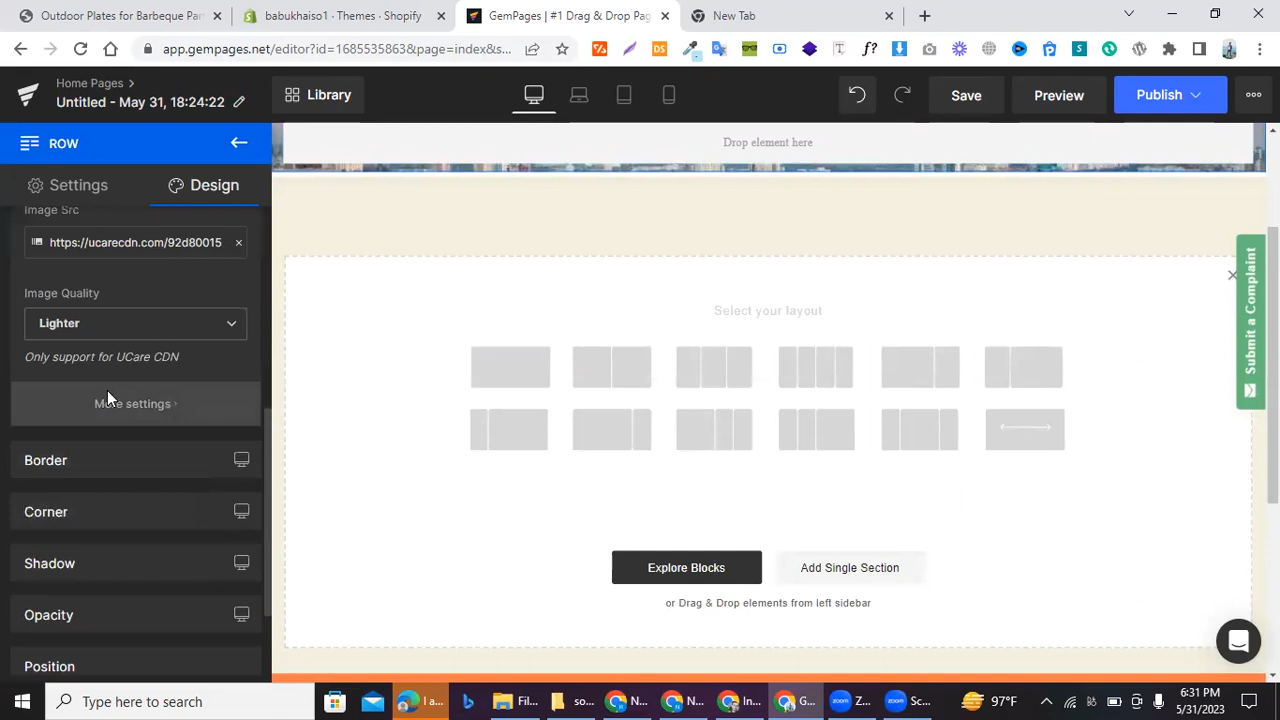 Outdoor Plates for Barbeque Pa
babukhaiso1 - Themes · Shopify
GemPages | #1 Drag & Drop Pag
New Tab
app.gempages.net/editor?id=1685535863&page=index&s...
Home Pages
Untitled - May 31, 18:24:22
Library
Save
Preview
Publish
ROW
Settings
Design
Drop element here
Image Src
https://ucarecdn.com/92d80015
Image Quality
Lighter
Only support for UCare CDN
More settings
Border
Corner
Shadow
Opacity
Position
Select your layout
Explore Blocks
Add Single Section
or Drag & Drop elements from left sidebar
Submit a Complaint
Type here to search
I a...
Fil...
so...
N...
N...
In...
G...
Z...
Sc...
97°F
6:31 PM
5/31/2023